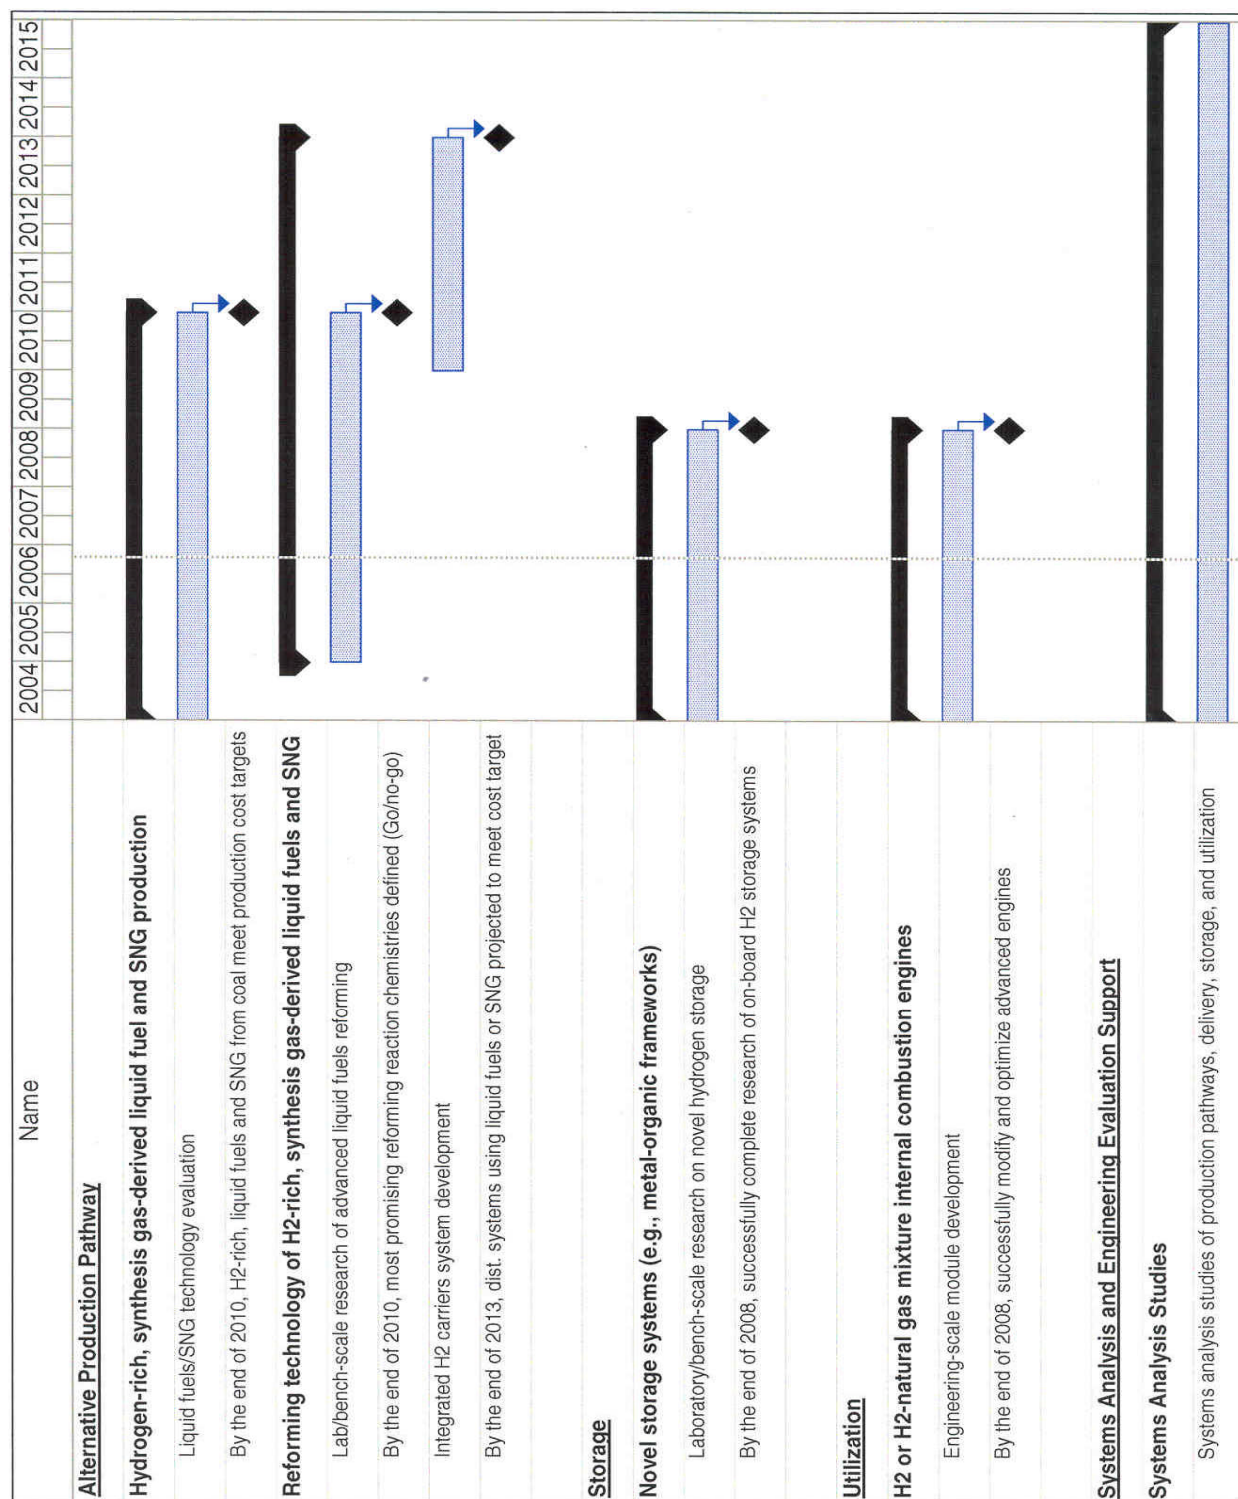 Name
2004 2005 2006 2007 2008 2009 2010 2011 2012 2013 2014 2015
Alternative Production Pathway
Hydrogen-rich, synthesis gas-derived liquid fuel and SNG production
Liquid fuels/SNG technology evaluation
By the end of 2010, H2-rich, liquid fuels and SNG from coal meet production cost targets
Reforming technology of H2-rich, synthesis gas-derived liquid fuels and SNG
Lab/bench-scale research of advanced liquid fuels reforming
By the end of 2010, most promising reforming reaction chemistries defined (Go/no-go)
Integrated H2 carriers system development
By the end of 2013, dist. systems using liquid fuels or SNG projected to meet cost target
Storage
Novel storage systems (e.g., metal-organic frameworks)
Laboratory/bench-scale research on novel hydrogen storage
By the end of 2008, successfully complete research of on-board H2 storage systems
Utilization
H2 or H2-natural gas mixture internal combustion engines
Engineering-scale module development
By the end of 2008, successfully modify and optimize advanced engines
Systems Analysis and Engineering Evaluation Support
Systems Analysis Studies
Systems analysis studies of production pathways, delivery, storage, and utilization